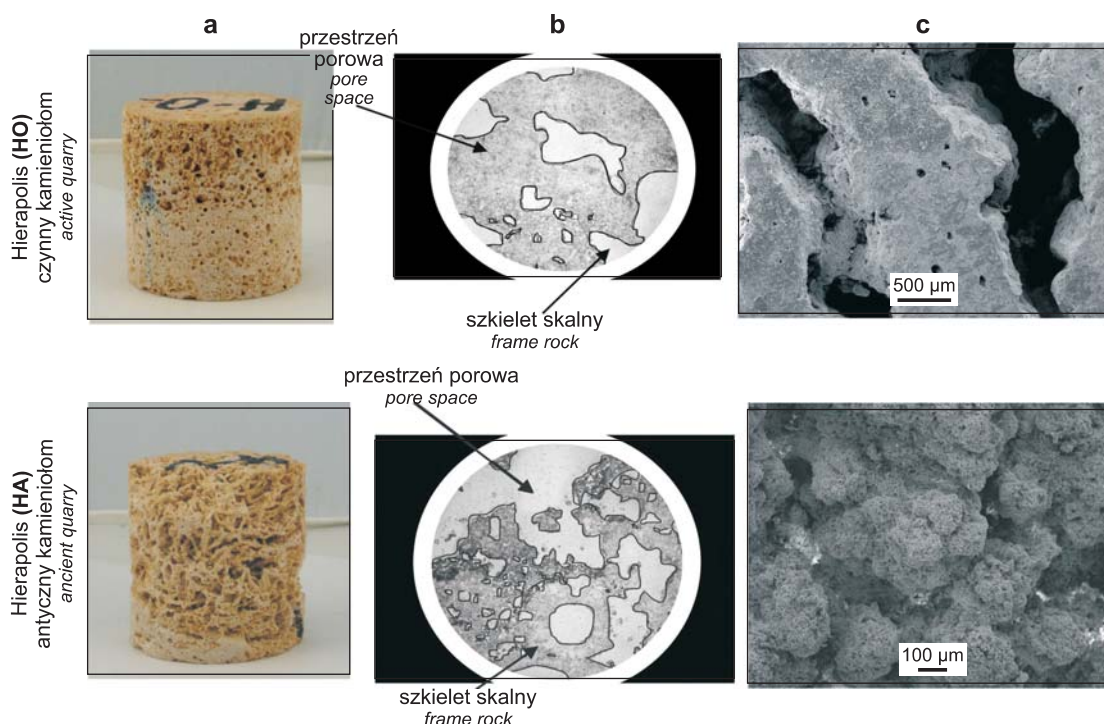 a
b
c
Hierapolis (HO)
czynny kamieniołom
active quarry
O-H
przestrzeń
porowa
pore
space
szkielet skalny
frame rock
500 µm
Hierapolis (HA)
antyczny kamieniołom
ancient quarry
przestrzeń porowa
pore space
szkielet skalny
frame rock
100 µm